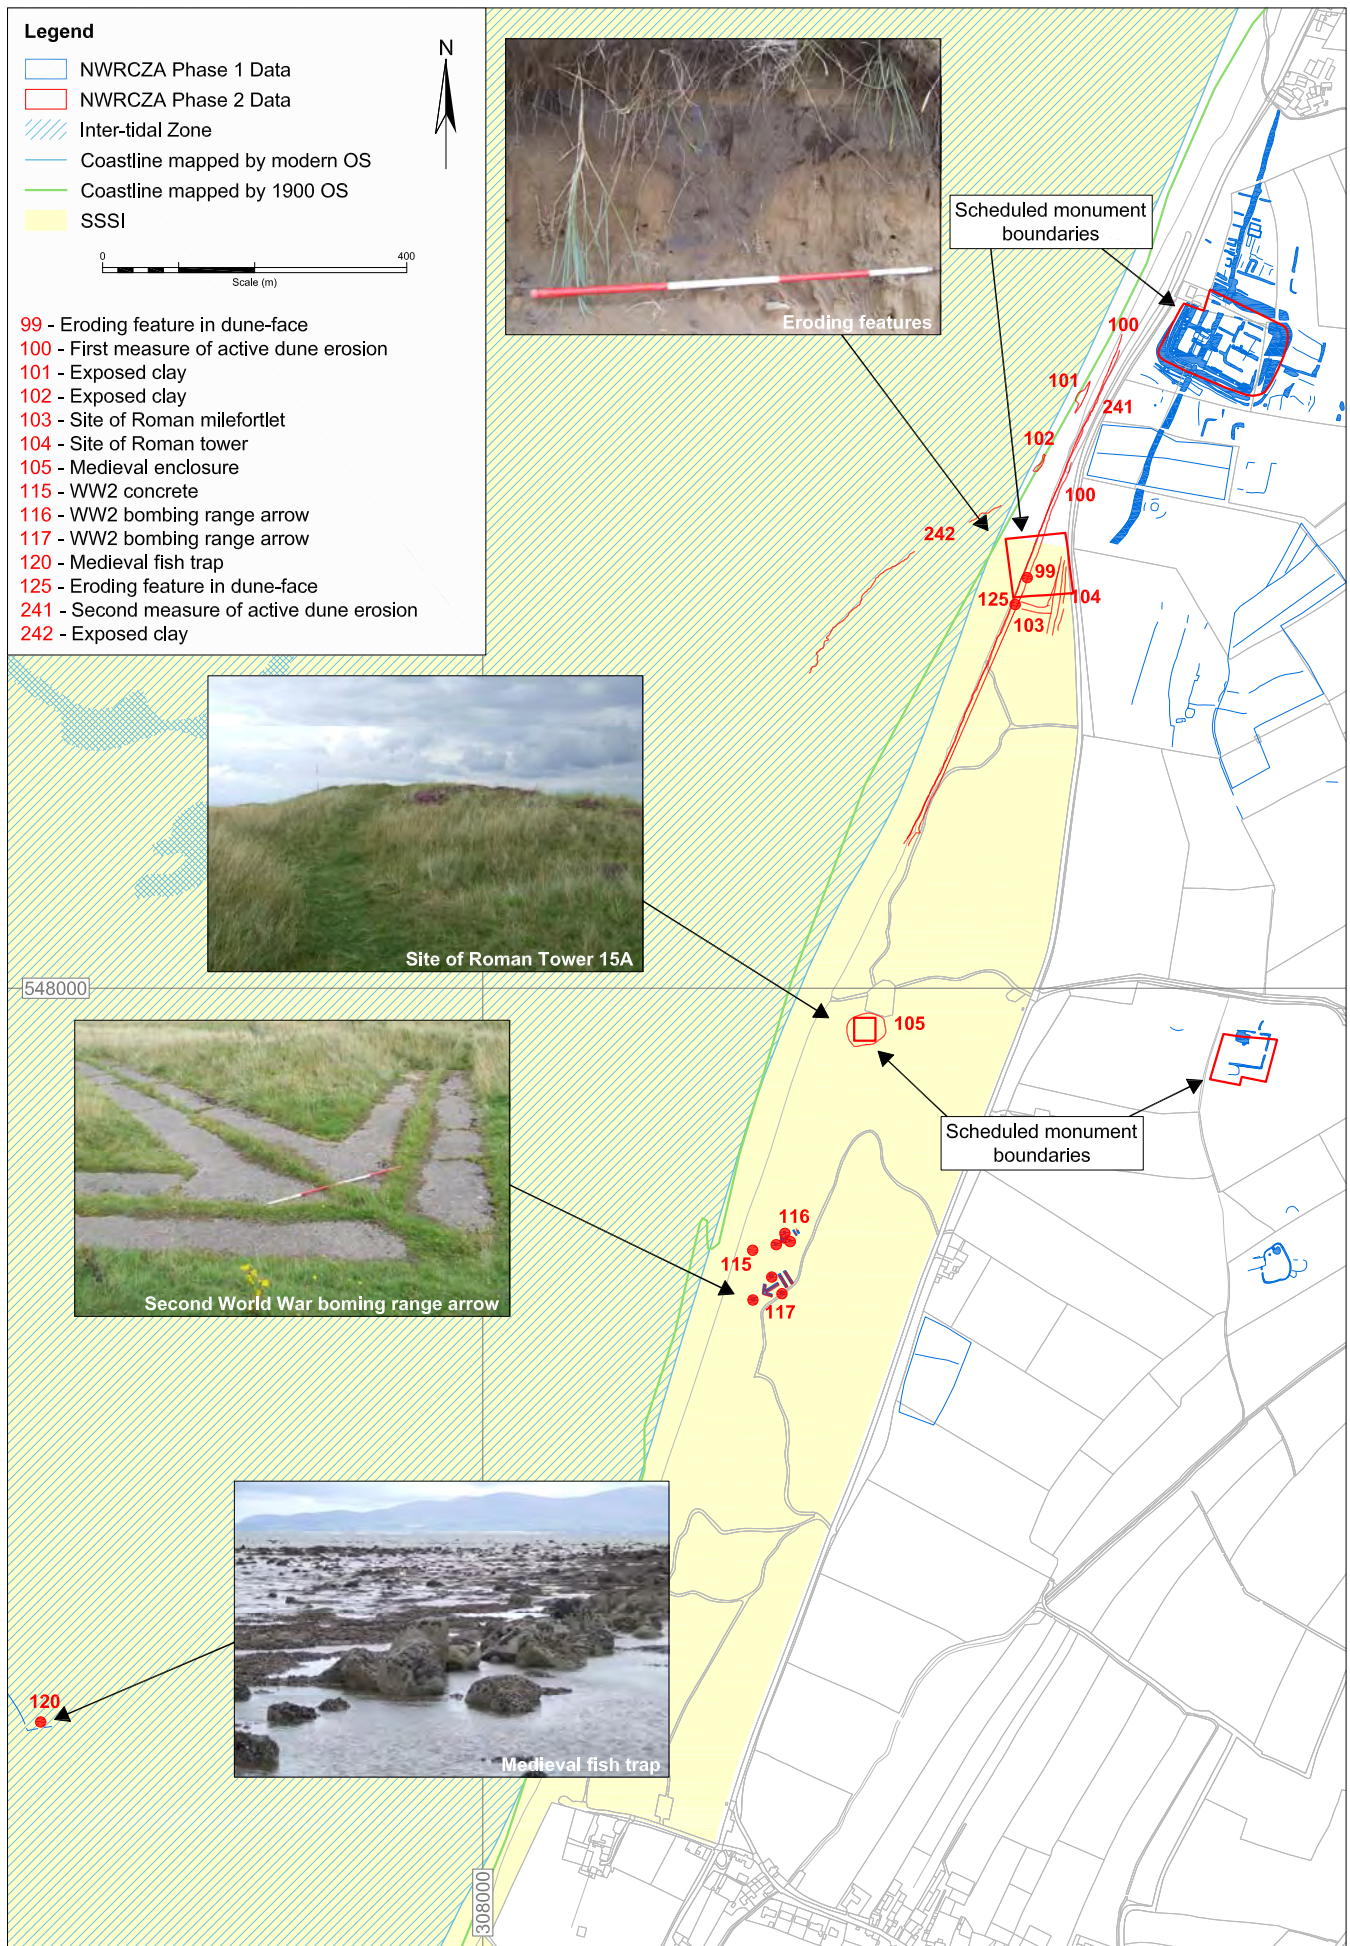 Legend
NWRCZA Phase 1 Data
NWRCZA Phase 2 Data
Inter-tidal Zone
Coastline mapped by modern OS
Coastline mapped by 1900 OS
SSSI
N
0 400
Scale (m)
99 - Eroding feature in dune-face
100 - First measure of active dune erosion
101 - Exposed clay
102 - Exposed clay
103 - Site of Roman milefortlet
104 - Site of Roman tower
105 - Medieval enclosure
115 - WW2 concrete
116 - WW2 bombing range arrow
117 - WW2 bombing range arrow
120 - Medieval fish trap
125 - Eroding feature in dune-face
241 - Second measure of active dune erosion
242 - Exposed clay
Eroding features
Scheduled monument
boundaries
100
101
241
102
100
242
99
125
104
103
Site of Roman Tower 15A
548000
105
Scheduled monument
boundaries
Second World War boming range arrow
116
115
117
Medieval fish trap
120
308000